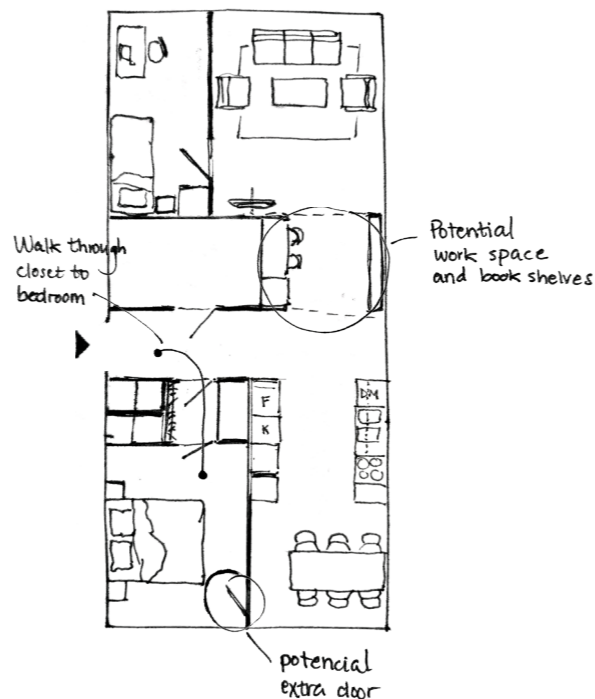 Potential
work space
and book shelves
Walk through
closet to
bedroom
F
K
DM
potencial
extra door